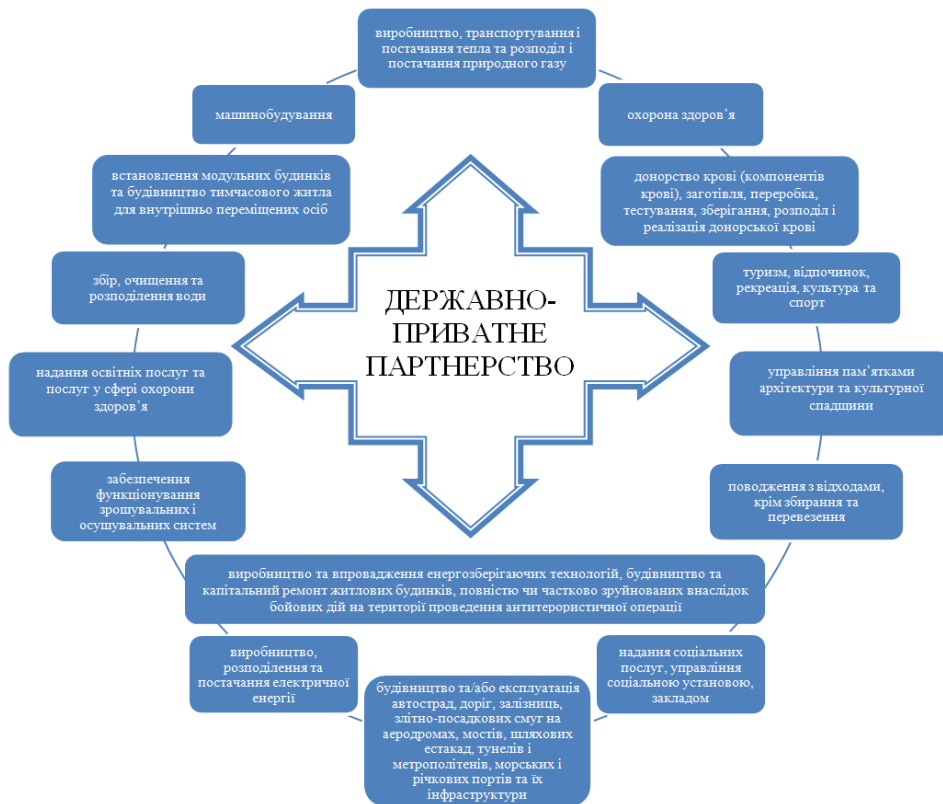 виробництво, транспортування і
постачання тепла та розподіл і
постачання природного газу
машинобудування
охорона здоров’я
встановлення модульних будинків
та будівництво тимчасового житла
для внутрішньо переміщених осіб
донорство крові (компонентів
крові), заготівля, переробка,
тестування, зберігання, розподіл і
реалізація донорської крові
збір, очищення та
розподілення води
туризм, відпочинок,
рекреація, культура та
спорт
ДЕРЖАВНО-
ПРИВАТНЕ
ПАРТНЕРСТВО
надання освітніх послуг та
послуг у сфері охорони
здоров’я
управління пам’ятками
архітектури та культурної
спадщини
забезпечення
функціонування
зрошувальних і
осушувальних систем
поводження з відходами,
крім збирання та
перевезення
виробництво та впровадження енергозберігаючих технологій, будівництво та
капітальний ремонт житлових будинків, повністю чи частково зруйнованих внаслідок
бойових дій на території проведення антитерористичної операції
виробництво,
розподілення та
постачання електричної
енергії
будівництво та/або експлуатація
автострад, доріг, залізниць,
злітно-посадкових смуг на
аеродромах, мостів, шляхових
естакад, тунелів і
метрополітенів, морських і
річкових портів та їх
інфраструктури
надання соціальних
послуг, управління
соціальною установою,
закладом